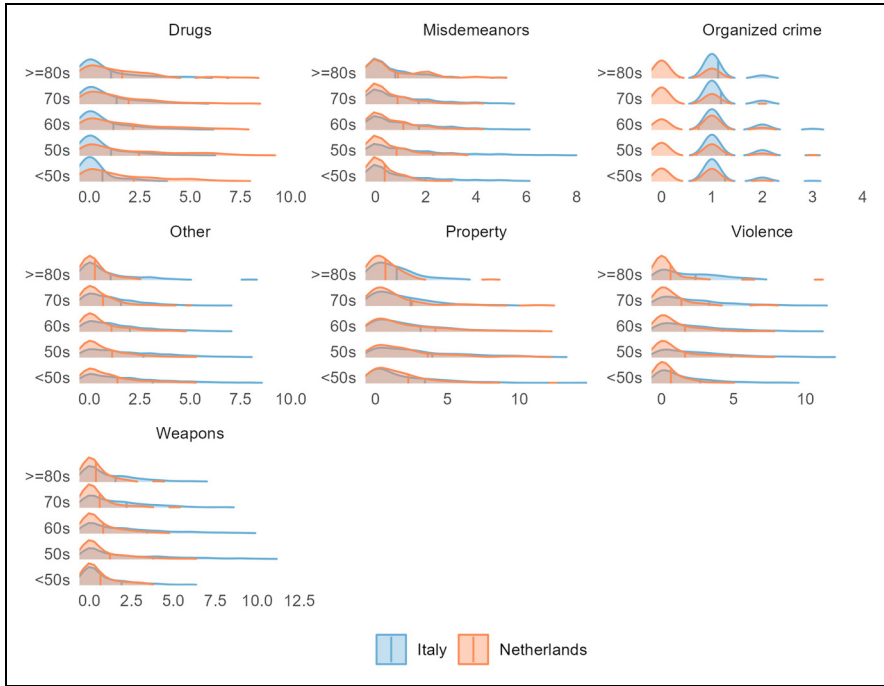 Drugs
Misdemeanors
Organized crime
>=80s
70s
60s
50s
<50s
0.0 2.5 5.0 7.5 10.0
>=80s
70s
60s
50s
<50s
0 2 4 6 8
>=80s
70s
60s
50s
<50s
0 1 2 3 4
Other
Property
Violence
>=80s
70s
60s
50s
<50s
0.0 2.5 5.0 7.5 10.0
>=80s
70s
60s
50s
<50s
0 5 10
>=80s
70s
60s
50s
<50s
0 5 10
Weapons
>=80s
70s
60s
50s
<50s
0.0 2.5 5.0 7.5 10.0 12.5
Italy Netherlands